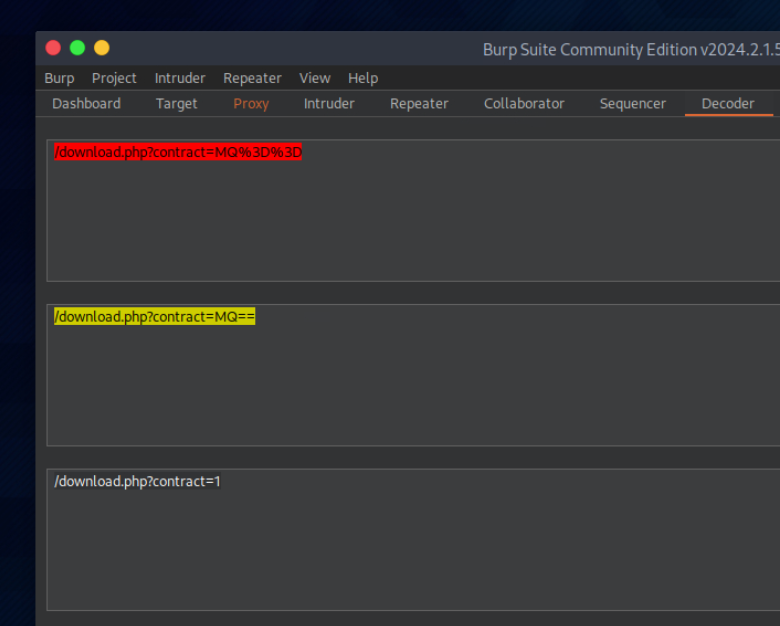 Burp Suite Community Edition v2024.2.1.5
Burp Project Intruder Repeater View Help
Dashboard Target Proxy Intruder Repeater Collaborator Sequencer Decoder
/download.php?contract=MQ%3D%3D
/download.php?contract=MQ==
/download.php?contract=1